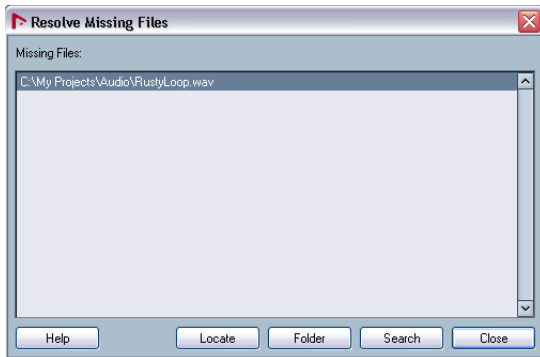 Resolve Missing Files
Missing Files:
C:\My Projects\Audio\RustyLoop.wav
Help Locate Folder Search Close